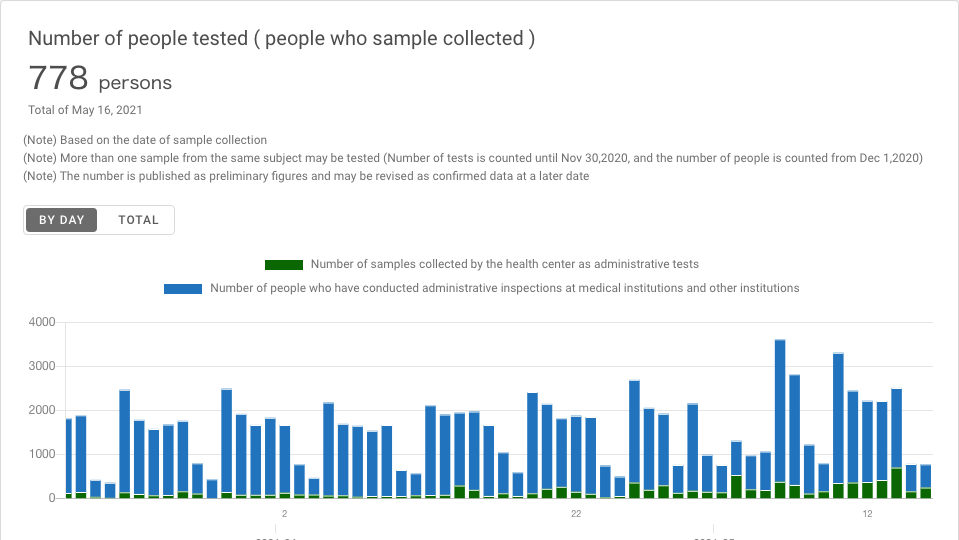 Number of people tested ( people who sample collected )
778 persons
Total of May 16, 2021
(Note) Based on the date of sample collection
(Note) More than one sample from the same subject may be tested (Number of tests is counted until Nov 30,2020, and the number of people is counted from Dec 1,2020)
(Note) The number is published as preliminary figures and may be revised as confirmed data at a later date
BY DAY TOTAL
Number of samples collected by the health center as administrative tests
Number of people who have conducted administrative inspections at medical institutions and other institutions
4000
3000
2000
1000
0
2 22 12